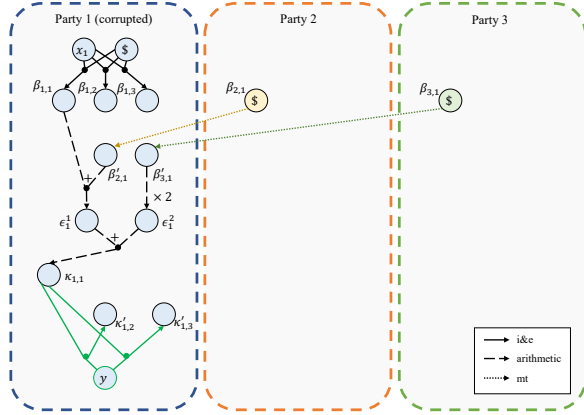 Party 1 (corrupted) Party 2 Party 3
x₁ $
β₁,₁ β₁,₂ β₁,₃ β₂,₁ $ β₃,₁ $
+ β′₂,₁ β′₃,₁
× 2
ϵ₁¹ ϵ₁²
+
κ₁,₁
κ′₁,₂ κ′₁,₃
y
i&e
arithmetic
mt